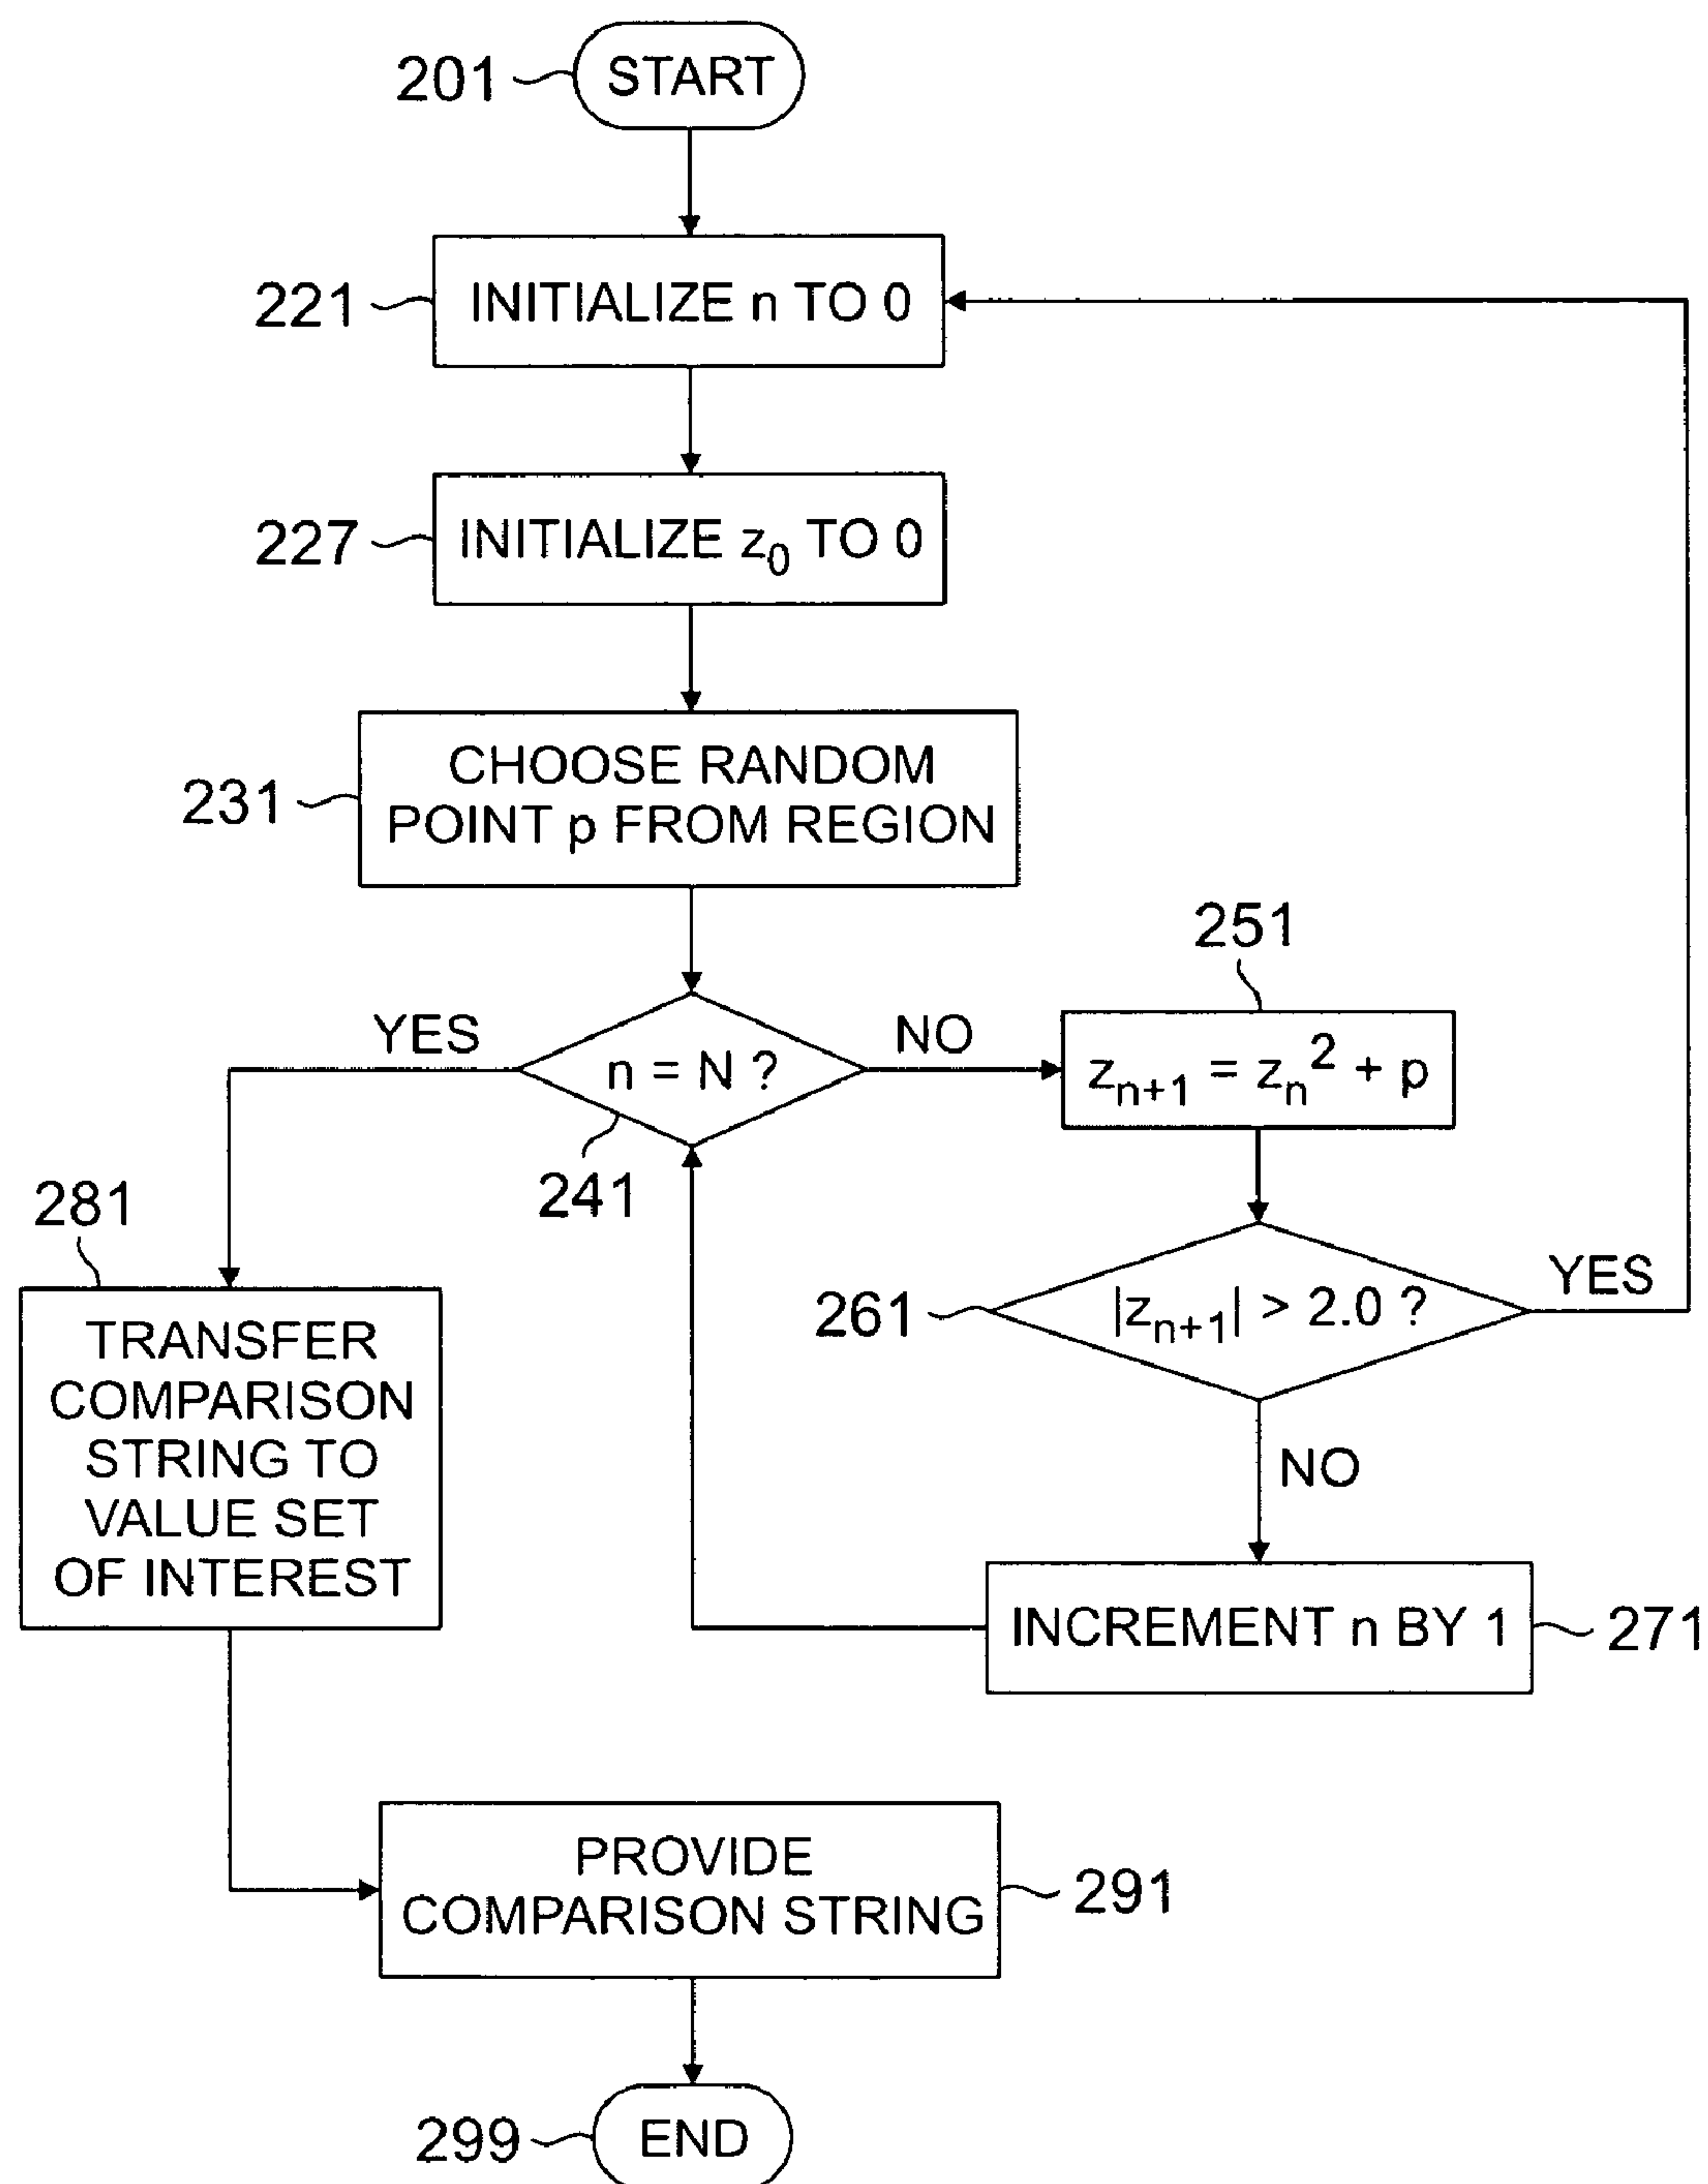 201
START
221
INITIALIZE n TO 0
227
INITIALIZE z₀ TO 0
231
CHOOSE RANDOM
POINT p FROM REGION
251
YES
n = N ?
NO
zₙ₊₁ = zₙ² + p
241
281
261
|zₙ₊₁| > 2.0 ?
YES
TRANSFER
COMPARISON
STRING TO
VALUE SET
OF INTEREST
NO
INCREMENT n BY 1
271
PROVIDE
COMPARISON STRING
291
299
END